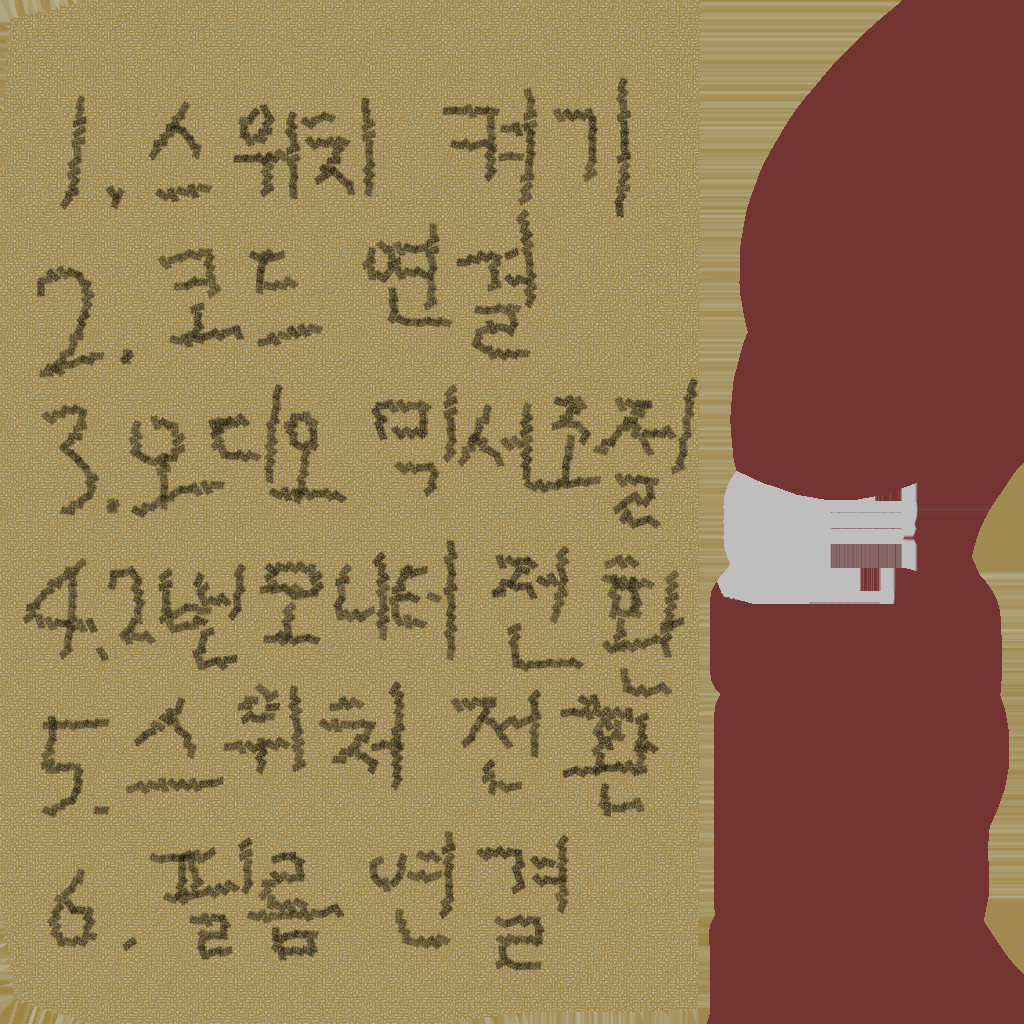 1. 스위치 켜기
2. 코드 연결
3. 오디오 믹서 조절
4. 2번 모니터 전환
5. 스위처 전환
6. 필름 연결